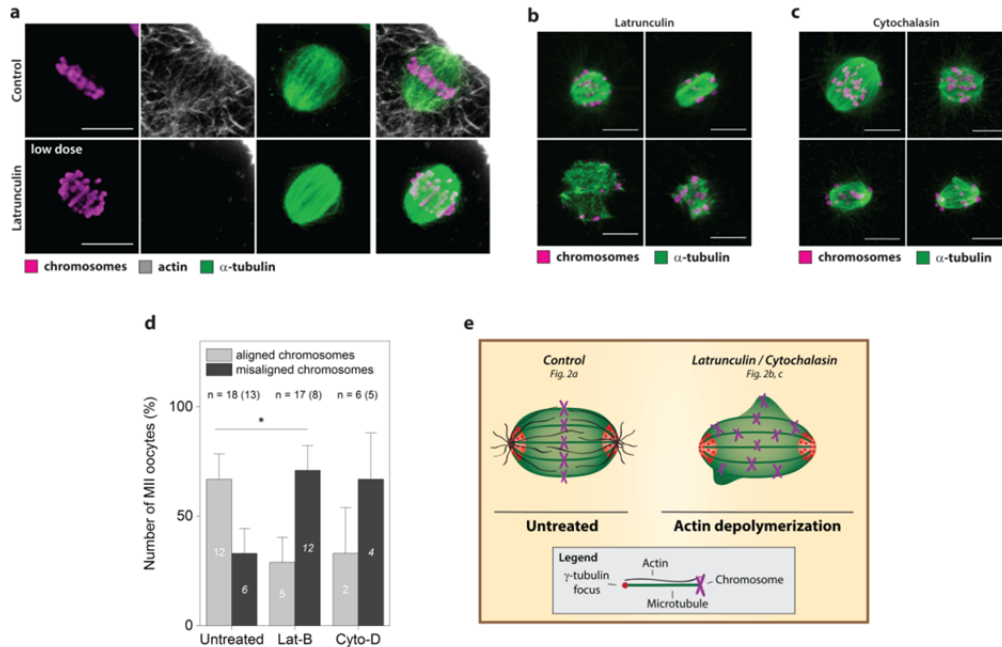 a
Control
low dose
Latrunculin
chromosomes actin α-tubulin
b
Latrunculin
chromosomes α-tubulin
c
Cytochalasin
chromosomes α-tubulin
d
aligned chromosomes
misaligned chromosomes
n = 18 (13) n = 17 (8) n = 6 (5)
*
Number of MII oocytes (%)
100
50
0
12 6 5 12 2 4
Untreated Lat-B Cyto-D
e
Control
Fig. 2a
Latrunculin / Cytochalasin
Fig. 2b, c
Untreated
Actin depolymerization
Legend
Actin
γ-tubulin
focus
Chromosome
Microtubule